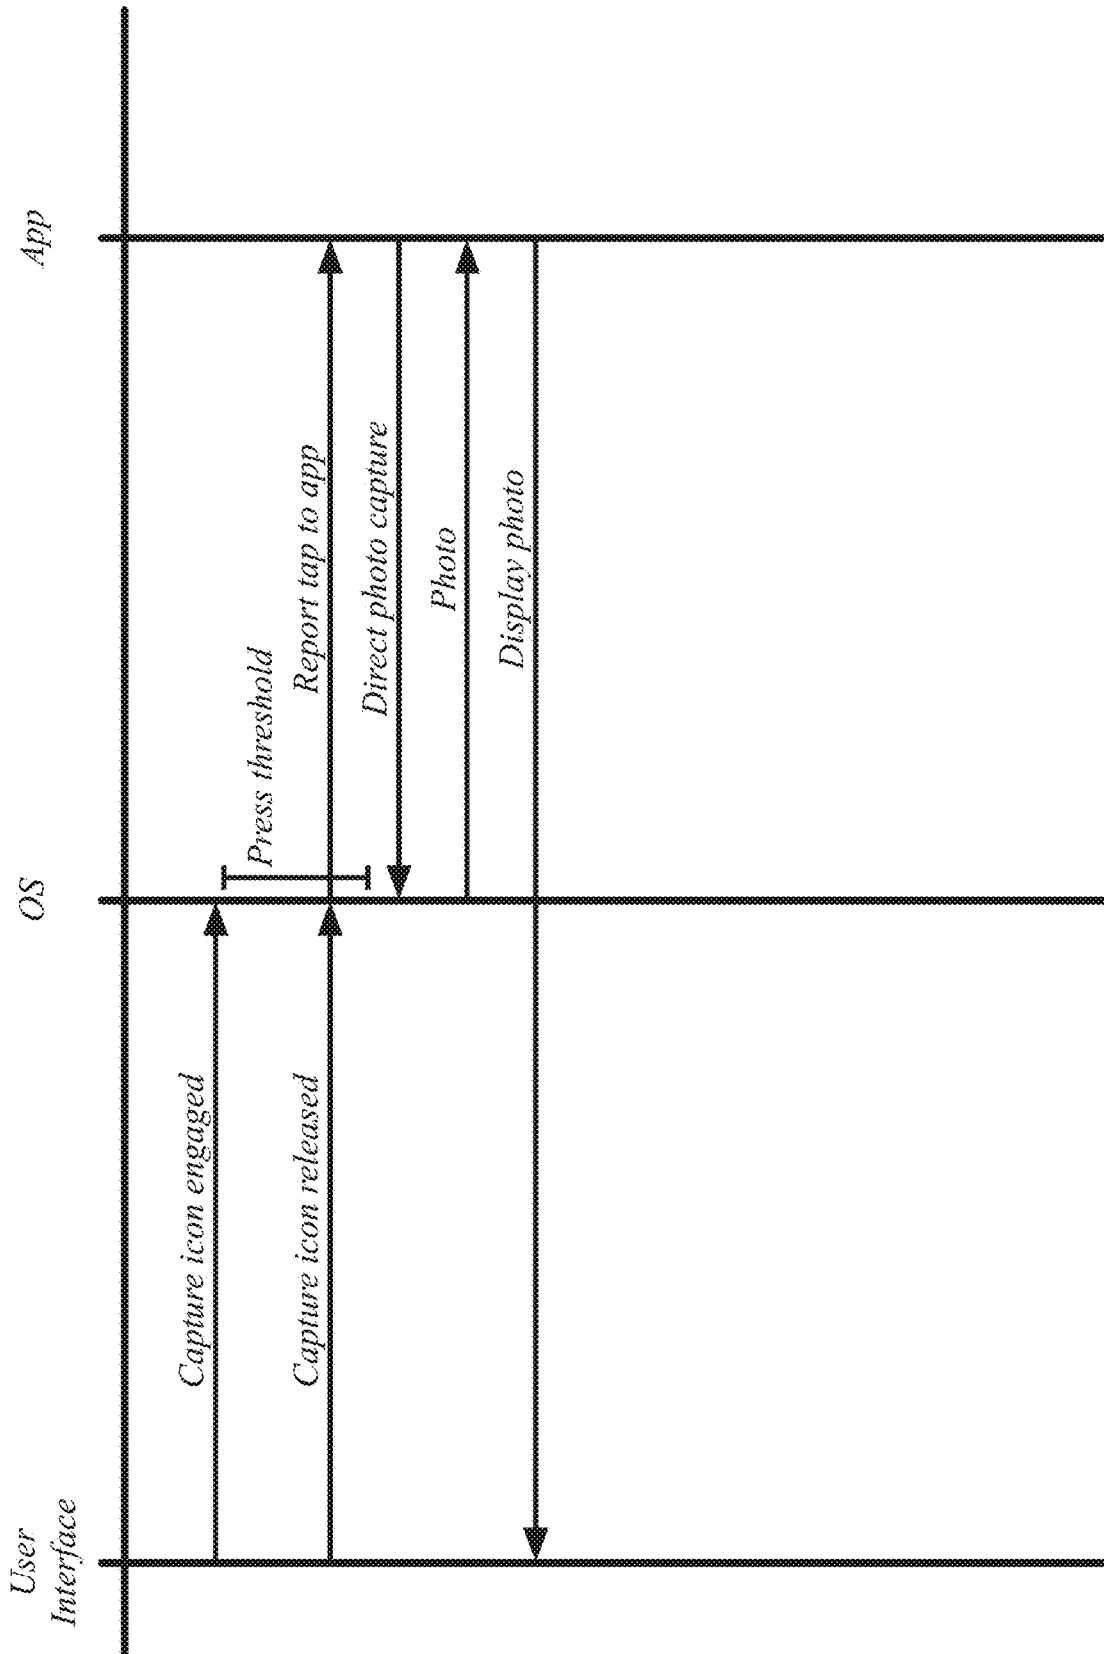 User
Interface
OS
App
Capture icon engaged
Press threshold
Capture icon released
Report tap to app
Direct photo capture
Photo
Display photo